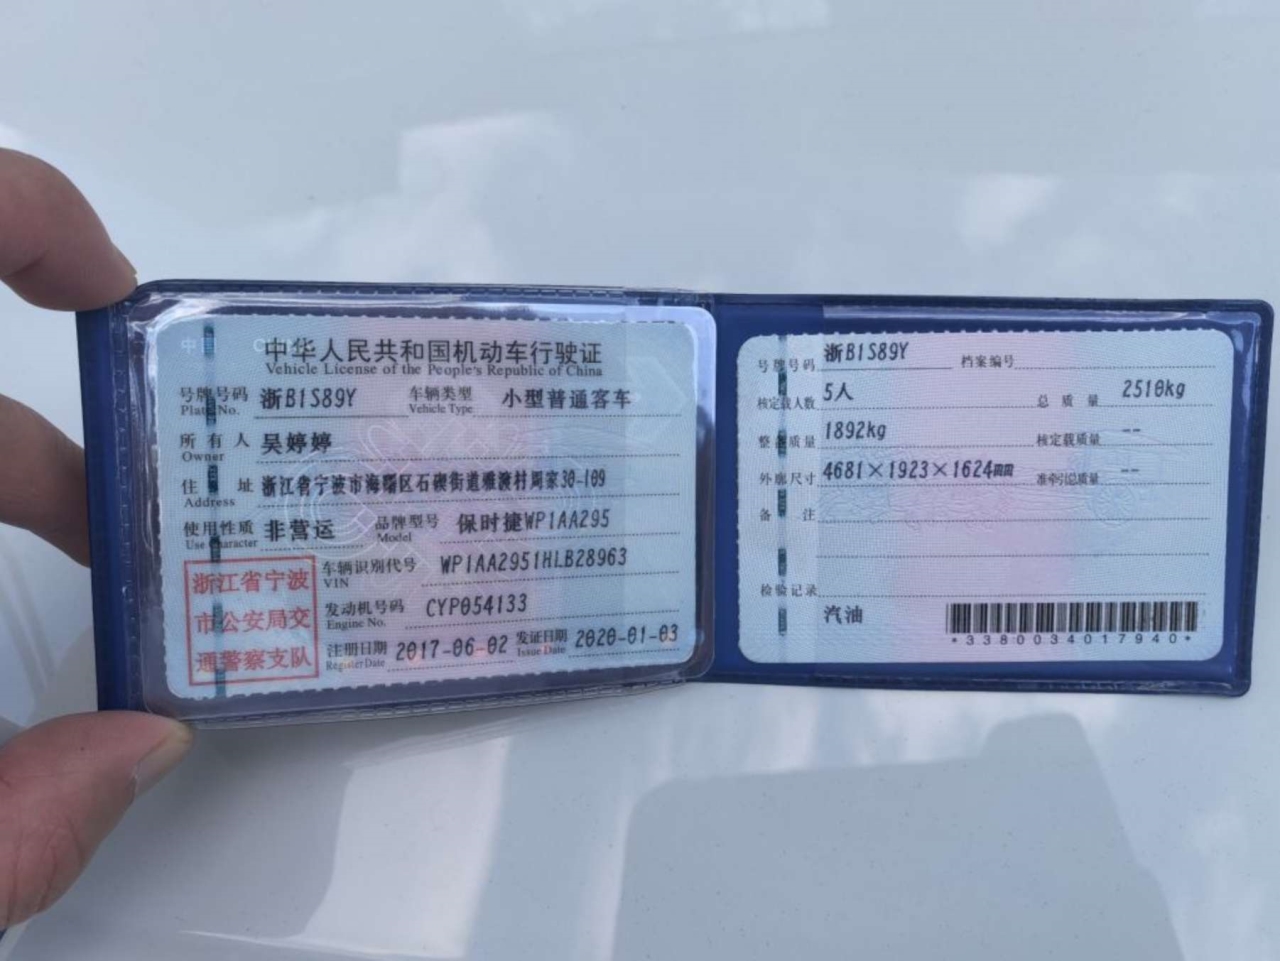 中华人民共和国机动车行驶证
Vehicle License of the People's Republic of China
号牌号码 浙B1S89Y 车辆类型 小型普通客车
Plate No. Vehicle Type
所有人 吴婷婷
Owner
住址 浙江省宁波市海曙区石碶街道雅渡村周家30-109
Address
使用性质 非营运 品牌型号 保时捷WP1AA295
Use Character Model
浙江省宁波
市公安局交
通警察支队
车辆识别代号 WP1AA2951HLB28963
VIN
发动机号码 CYP054133
Engine No.
注册日期 2017-06-02 发证日期 2020-01-03
Register Date Issue Date
号牌号码 浙B1S89Y 档案编号
核定载人数 5人 总质量 2510kg
整备质量 1892kg 核定载质量 --
外廓尺寸 4681×1923×1624mm 准牵引总质量 --
备注
检验记录
汽油
*3380034017940*